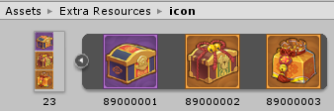 Assets ▸ Extra Resources ▸ icon
23 89000001 89000002 89000003